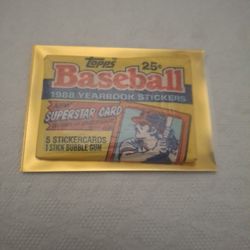 Topps
25¢
Baseball
1988 YEARBOOK STICKERS
SUPERSTAR CARD
5 STICKERCARDS
1 STICK BUBBLE GUM